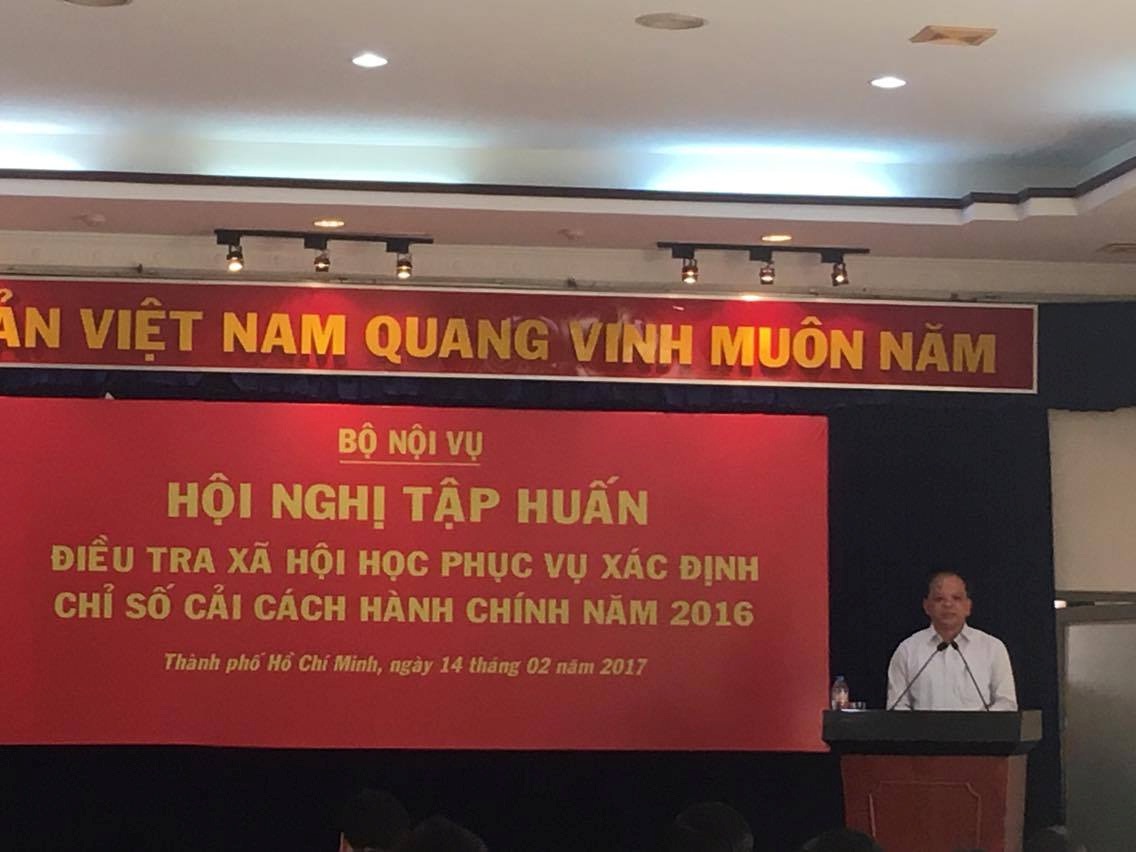 ẢN VIỆT NAM QUANG VINH MUÔN NĂM
BỘ NỘI VỤ
HỘI NGHỊ TẬP HUẤN
ĐIỀU TRA XÃ HỘI HỌC PHỤC VỤ XÁC ĐỊNH
CHỈ SỐ CẢI CÁCH HÀNH CHÍNH NĂM 2016
Thành phố Hồ Chí Minh, ngày 14 tháng 02 năm 2017